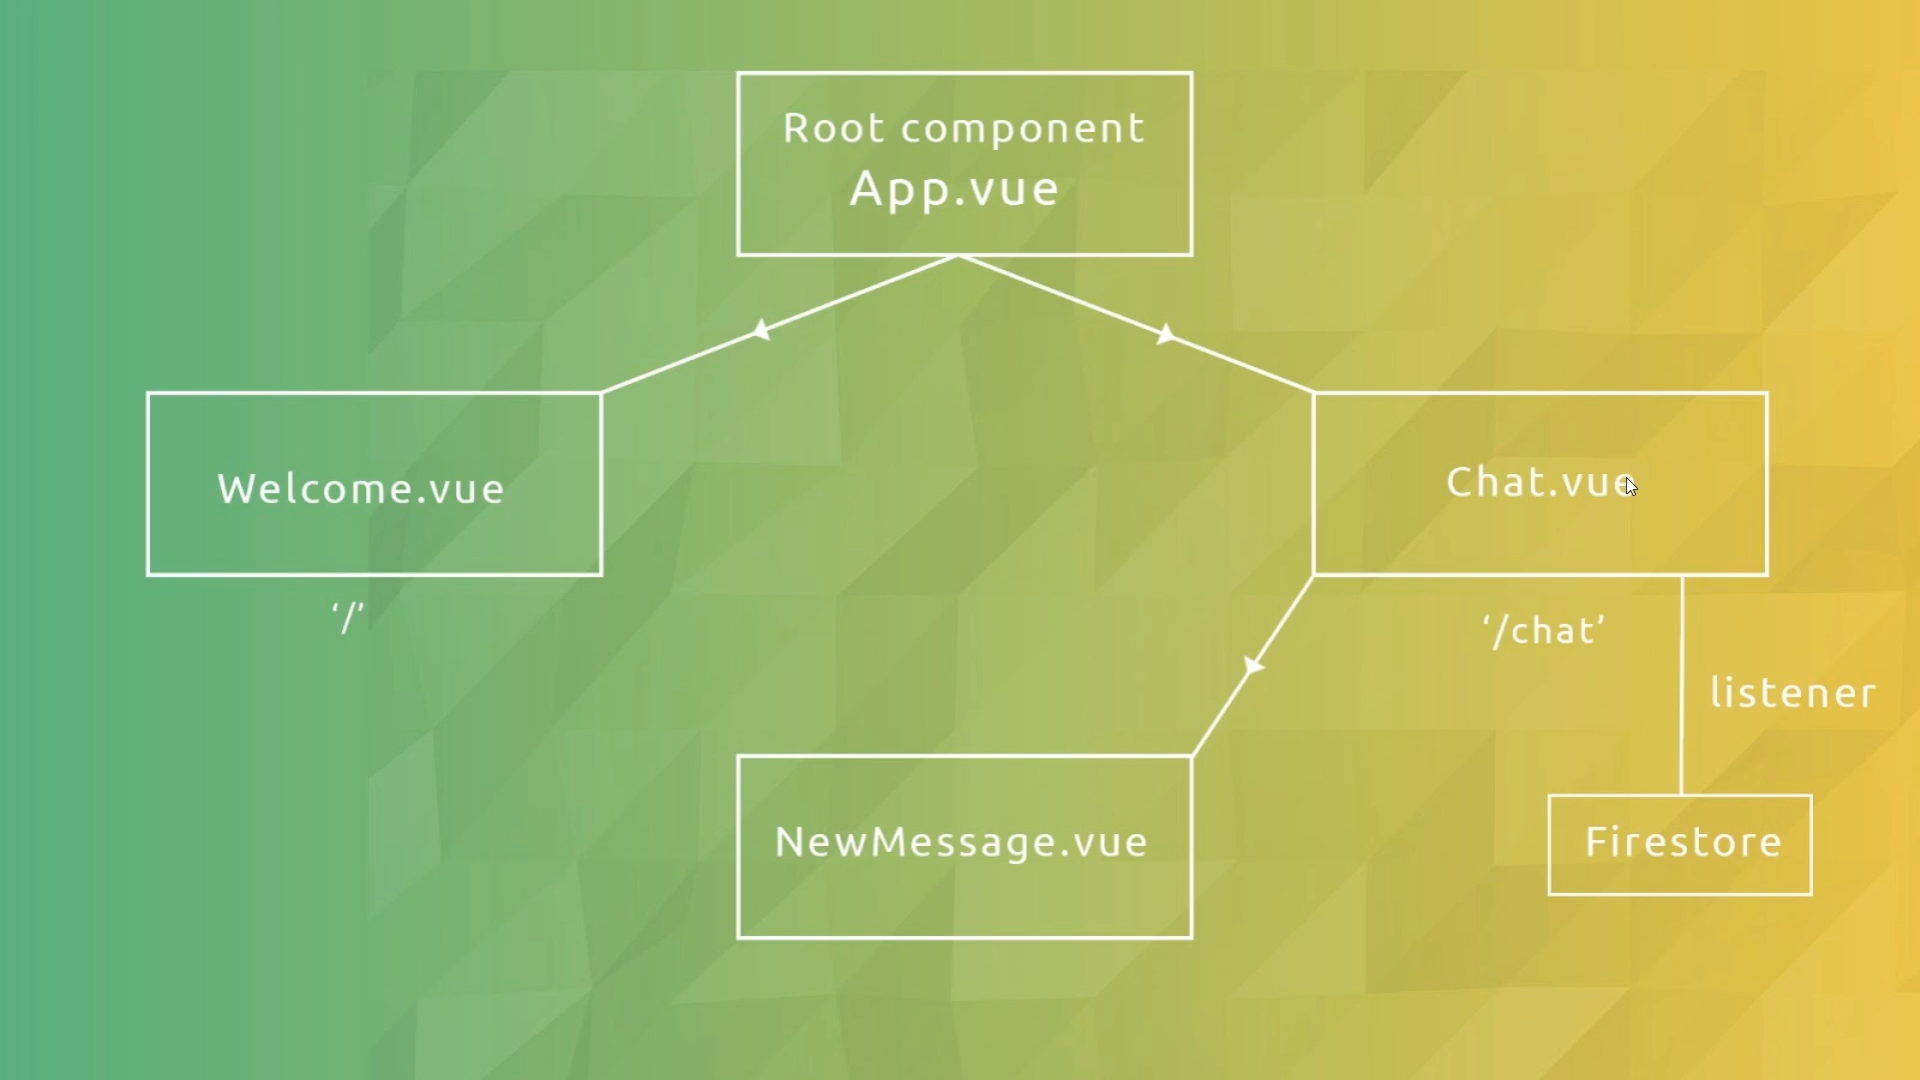 Root component
App.vue
Welcome.vue
Chat.vue
‘/’
‘/chat’
listener
NewMessage.vue
Firestore